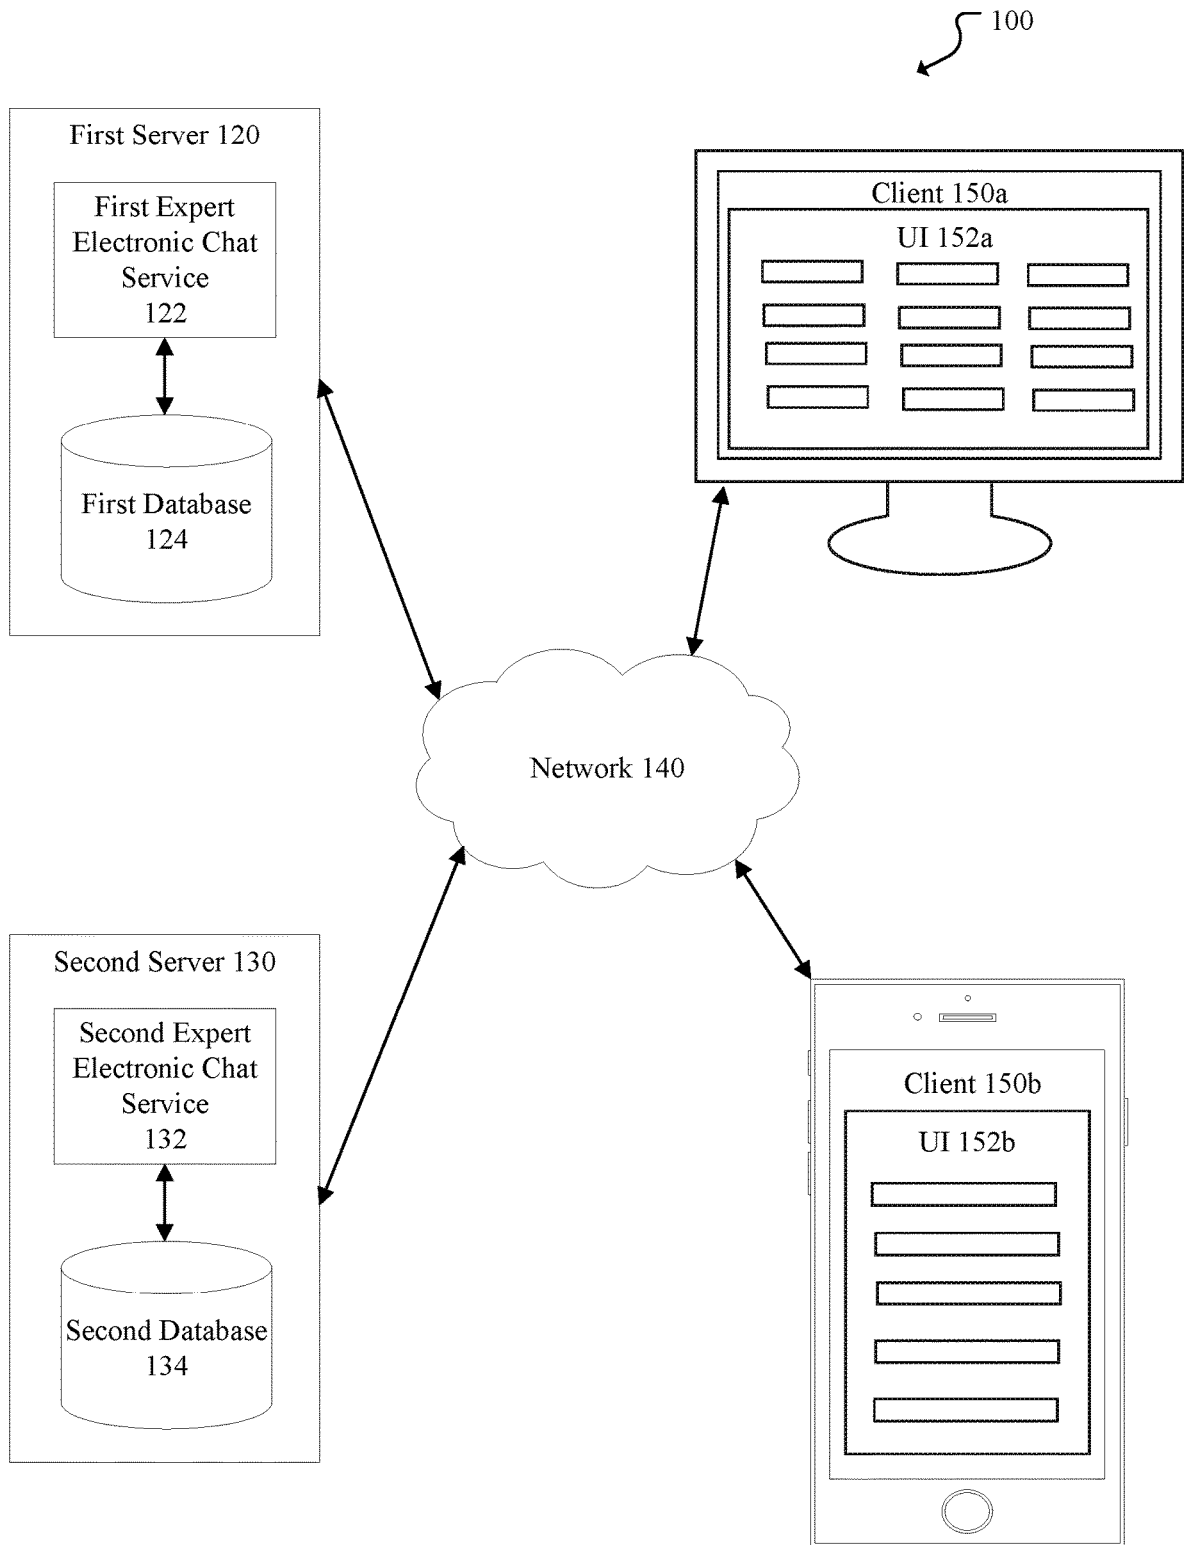 100
First Server 120
First Expert
Electronic Chat
Service
122
First Database
124
Client 150a
UI 152a
Network 140
Second Server 130
Second Expert
Electronic Chat
Service
132
Second Database
134
Client 150b
UI 152b